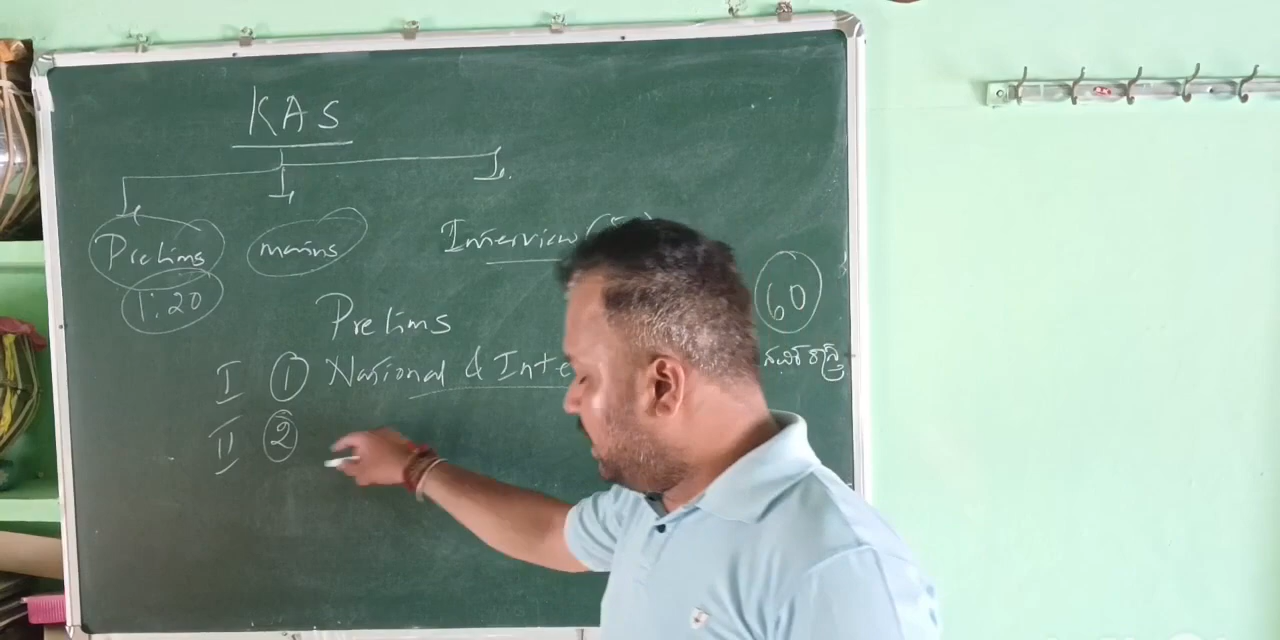 KAS
Prelims
mains
Interview
1:20
60
Prelims
I ① National & Inte
II ②